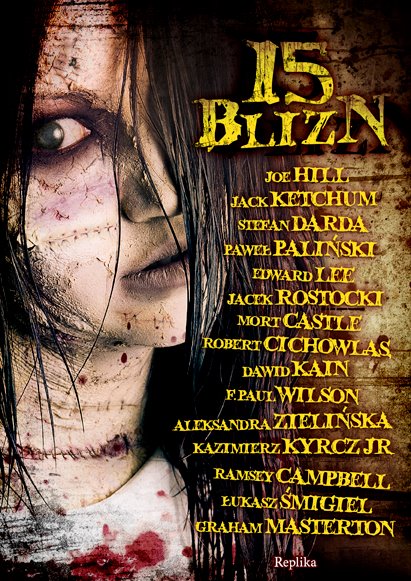 15
BLIZN
JOE HILL
JACK KETCHUM
STEFAN DARDA
PAWEŁ PALIŃSKI
EDWARD LEE
JACEK ROSTOCKI
MORT CASTLE
ROBERT CICHOWLAS,
DAWID KAIN
F. PAUL WILSON
ALEKSANDRA ZIELIŃSKA
KAZIMIERZ KYRCZ JR
RAMSEY CAMPBELL
ŁUKASZ ŚMIGIEL
GRAHAM MASTERTON
Replika